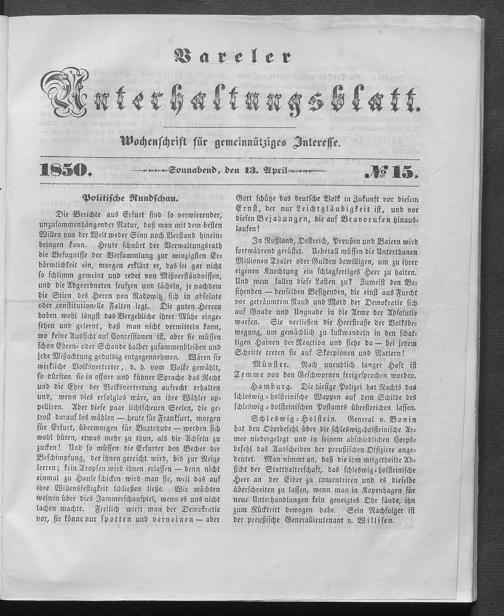 Vareler
Unterhaltungsblatt.
Wochenschrift für gemeinnütziges Interesse.
1850. Sonnabend, den 13. April № 15.
Politische Rundschau.
Die Berichte aus Erfurt sind so verwirrender,
unzusammenhängender Natur, daß man mit dem besten
Willen von der Welt weder Sinn noch Verstand hinein-
bringen kann. Heute schnürt der Verwaltungsrath
die Befugnisse der Versammlung zur winzigsten Er-
bärmlichkeit ein, morgen erklärt er, das sei gar nicht
so schlimm gemeint und redet von Mißverständnissen,
und die Abgeordneten seufzen und lächeln, je nachdem
die Stien des Herren von Radowitz sich in absolute
oder constitutionelle Falten legt. Die guten Herren
haben wohl längst das Vergebliche ihrer Mühe einge-
sehen und gelernt, daß man nicht vermitteln kann,
wo keine Aussicht auf Concessionen ist, aber sie müssen
schon Ehren- oder Schande halber zusammenbleiben und
jede Mißachtung geduldig entgegennehmen. Wären sie
wirkliche Volksvertreter, d. h. vom Volke gewählt,
so dürften sie in offner und kühner Sprache das Recht
und die Ehre der Volksvertretung aufrecht erhalten
und, wenn dies erfolglos wäre, an ihre Wähler ap-
pelliren. Aber diese paar lichtscheuen Seelen, die ge-
trost darauf los wählen — heute für Frankfurt, morgen
für Erfurt, übermorgen für Buxtehude — werden sich
wohl hüten, etwas mehr zu thun, als die Achseln zu
zucken! Und so müssen die Erfurter den Becher der
Beschimpfung, der ihnen gereicht wird, bis zur Neige
leeren; kein Tropfen wird ihnen erlassen — denn nicht
einmal zu Hause schicken wird man sie, weil das auf
ihre Willensfestigkeit schließen ließe. Wir möchten
weinen über dies Jammerschauspiel, wenn es uns nicht
lachen machte. Freilich wirft man der Demokratie
vor, sie könne nur spotten und verneinen — aber
Gott schütze das deutsche Volk in Zukunft vor diesem
Ernst, der nur Leichtgläubigkeit ist, und vor
diesen Bejadungen, die auf Bravorufen hinaus-
laufen!
In Rußland, Oestreich, Preußen und Baiern wird
fortwährend gerüstet. Ueberall müssen die Unterthanen
Millionen Thaler oder Gulden bewilligen, um zu ihrer
eigenen Knechtung ein schlagfertiges Heer zu halten.
Und wem fallen diese Lasten zu? Zumeist den Be-
sitzenden — denselben Besitzenden, die einst aus Furcht
vor geträumtem Raub und Mord der Demokratie sich
auf Gnade und Ungnade in die Arme der Absolutie
warfen. Sie verließen die Heerstraße der Volksbe-
wegung, um gemächlich zu lustwandeln in den schat-
tigen Hainen der Reaction und siehe da — bei jedem
Schritte treten sie auf Skorpionen und Nattern!
Münster. Nach unendlich langer Haft ist
Temme von den Geschworenen freigesprochen worden.
Hamburg. Die hiesige Polizei hat Nachts das
schleswig-holsteinische Wappen auf dem Schilde des
schleswig-holsteinischen Postamts überstreichen lassen.
Schleswig-Holstein. General v. Bonin
hat den Oberbefehl über die schleswig-holsteinische Ar-
mee niedergelegt und in seinem abschiedlichen Corps-
befehl das Ausscheiden der preußischen Offiziere ange-
deutet. Man nimmt an, daß die ihm mitgetheilte Ab-
sicht der Statthalterschaft, das schleswig-holsteinische
Heer an der Eider zu concentriren und es dieselbe
überschreiten zu lassen, wenn man in Kopenhagen für
neue Unterhandlungen kein geneigtes Ohr fände, ihn
zum Rücktritt bewogen habe. Sein Nachfolger ist
der preußische Generallieutenant v. Willisen.